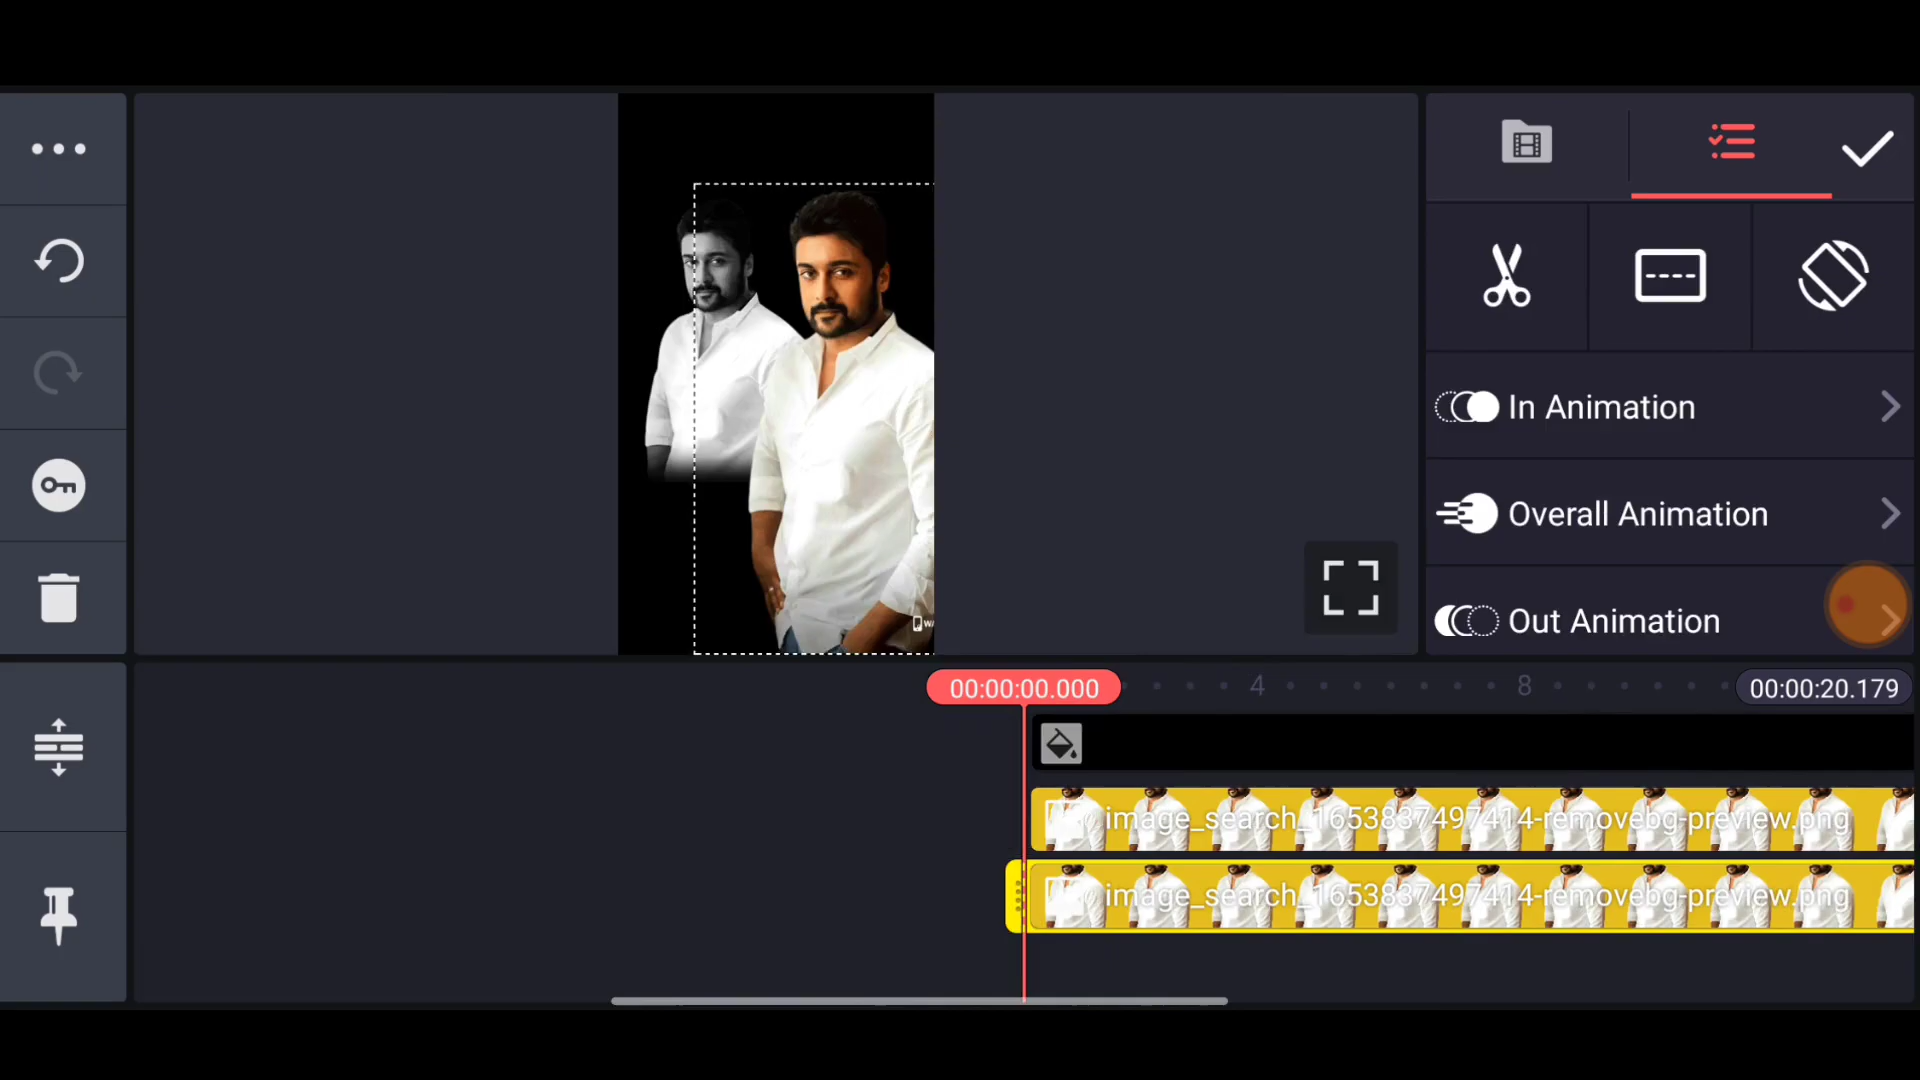 In Animation
Overall Animation
Out Animation
00:00:00.000
4
8
00:00:20.179
image_search_1653837497414-removebg-preview.png
image_search_1653837497414-removebg-preview.png